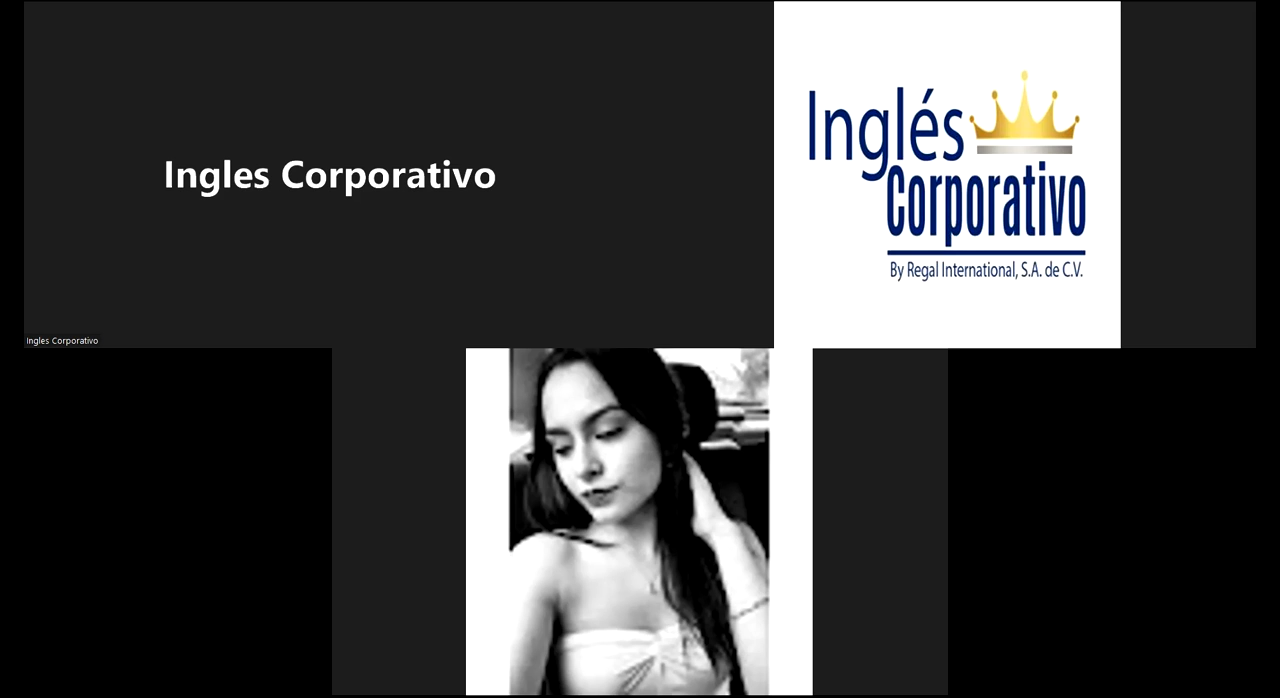 Ingles Corporativo
Inglés
Corporativo
By Regal International, S.A. de C.V.
Ingles Corporativo